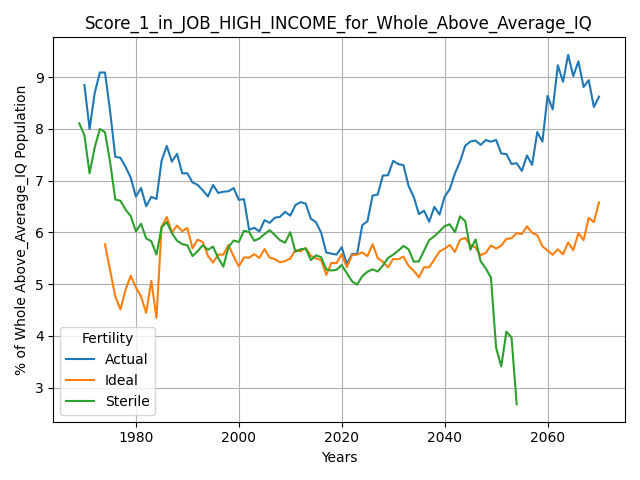 Score_1_in_JOB_HIGH_INCOME_for_Whole_Above_Average_IQ
% of Whole Above_Average_IQ Population
9
8
7
6
5
4
3
Fertility
Actual
Ideal
Sterile
1980 2000 2020 2040 2060
Years